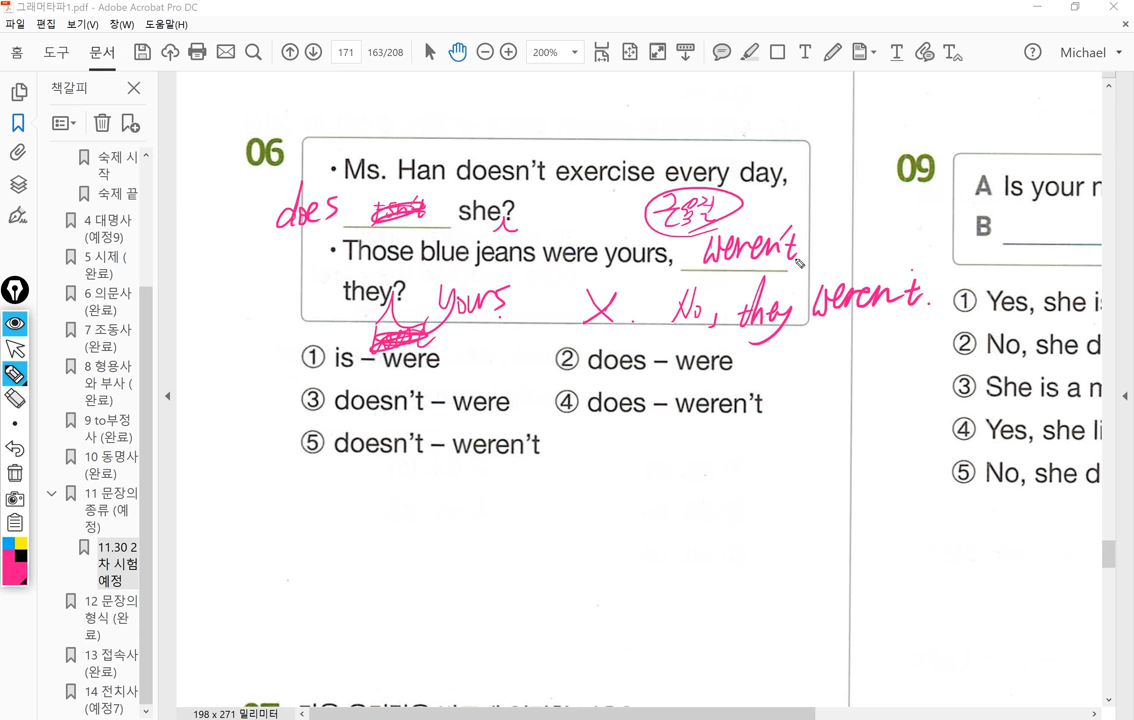 그래머타파1.pdf - Adobe Acrobat Pro DC
파일 편집 보기(V) 창(W) 도움말(H)
홈 도구 문서 171 163/208 200% Michael
책갈피
숙제 시
작
숙제 끝
4 대명사
(예정9)
5 시제 (
완료)
6 의문사
(완료)
7 조동사
(완료)
8 형용사
와 부사 (
완료)
9 to부정
사 (완료)
10 동명사
(완료)
11 문장의
종류 (예
정)
11.30 2
차 시험
예정
12 문장의
형식 (완
료)
13 접속사
(완료)
14 전치사
(예정7)
06
· Ms. Han doesn't exercise every day,
does she?
· Those blue jeans were yours, weren't
they? yours? X. No, they weren't.
① is – were ② does – were
③ doesn't – were ④ does – weren't
⑤ doesn't – weren't
09
A Is your
B
① Yes, she
② No, she
③ She is a
④ Yes, she
⑤ No, she
198 x 271 밀리미터